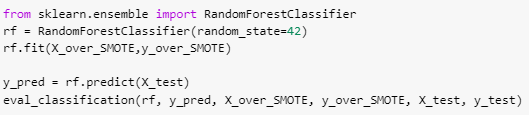 from sklearn.ensemble import RandomForestClassifier
rf = RandomForestClassifier(random_state=42)
rf.fit(X_over_SMOTE,y_over_SMOTE)
y_pred = rf.predict(X_test)
eval_classification(rf, y_pred, X_over_SMOTE, y_over_SMOTE, X_test, y_test)